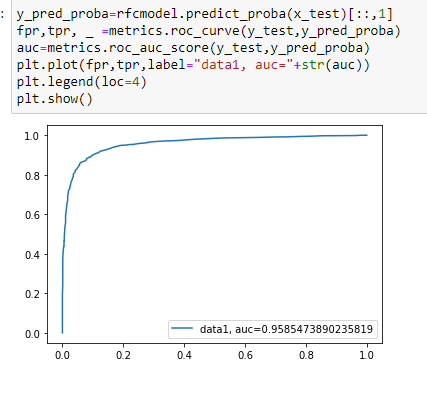 : y_pred_proba=rfcmodel.predict_proba(x_test)[::,1]
fpr,tpr, _ =metrics.roc_curve(y_test,y_pred_proba)
auc=metrics.roc_auc_score(y_test,y_pred_proba)
plt.plot(fpr,tpr,label="data1, auc="+str(auc))
plt.legend(loc=4)
plt.show()
1.0
0.8
0.6
0.4
0.2
0.0
data1, auc=0.9585473890235819
0.0 0.2 0.4 0.6 0.8 1.0